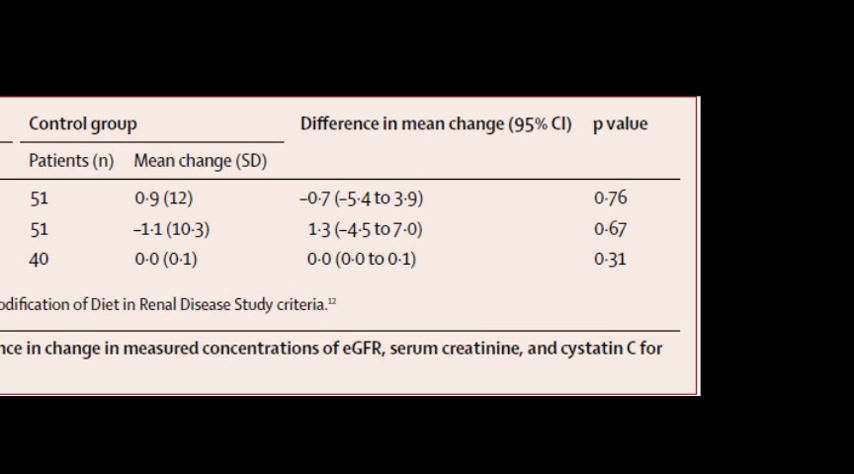 Control group Difference in mean change (95% CI) p value
Patients (n) Mean change (SD)
51 0·9 (12) –0·7 (–5·4 to 3·9) 0·76
51 –1·1 (10·3) 1·3 (–4·5 to 7·0) 0·67
40 0·0 (0·1) 0·0 (0·0 to 0·1) 0·31
odification of Diet in Renal Disease Study criteria.¹²
nce in change in measured concentrations of eGFR, serum creatinine, and cystatin C for